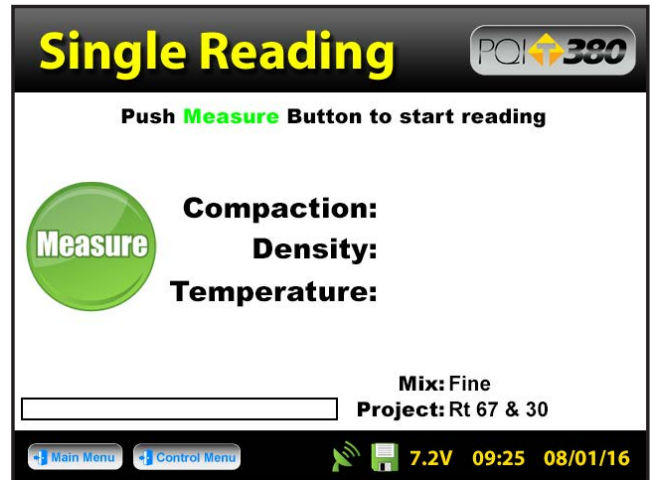 Single Reading
PQI 380
Push Measure Button to start reading
Measure
Compaction:
Density:
Temperature:
Mix: Fine
Project: Rt 67 & 30
Main Menu Control Menu 7.2V 09:25 08/01/16